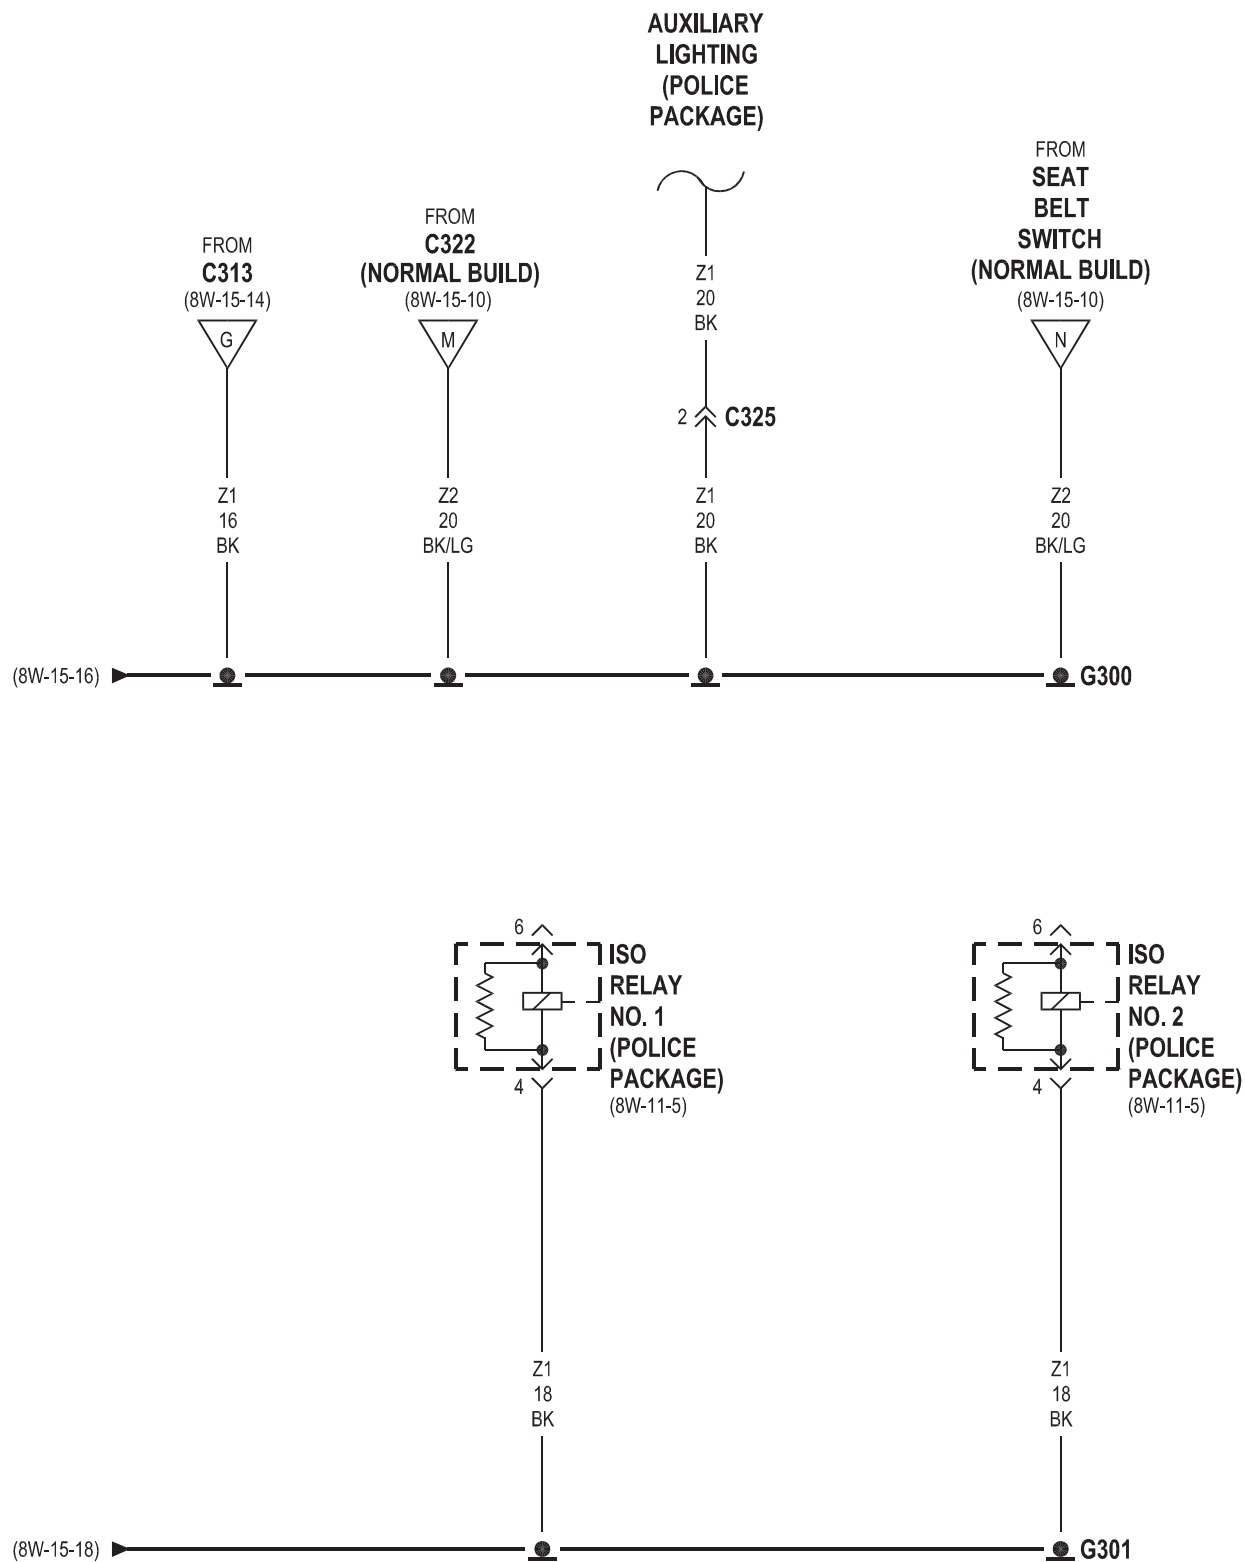 AUXILIARY
LIGHTING
(POLICE
PACKAGE)
FROM
SEAT
BELT
SWITCH
(NORMAL BUILD)
(8W-15-10)
N
FROM
C322
(NORMAL BUILD)
(8W-15-10)
M
FROM
C313
(8W-15-14)
G
Z1
20
BK
2
C325
Z1
16
BK
Z2
20
BK/LG
Z1
20
BK
Z2
20
BK/LG
(8W-15-16)
G300
6
ISO
RELAY
NO. 1
(POLICE
PACKAGE)
(8W-11-5)
4
6
ISO
RELAY
NO. 2
(POLICE
PACKAGE)
(8W-11-5)
4
Z1
18
BK
Z1
18
BK
(8W-15-18)
G301